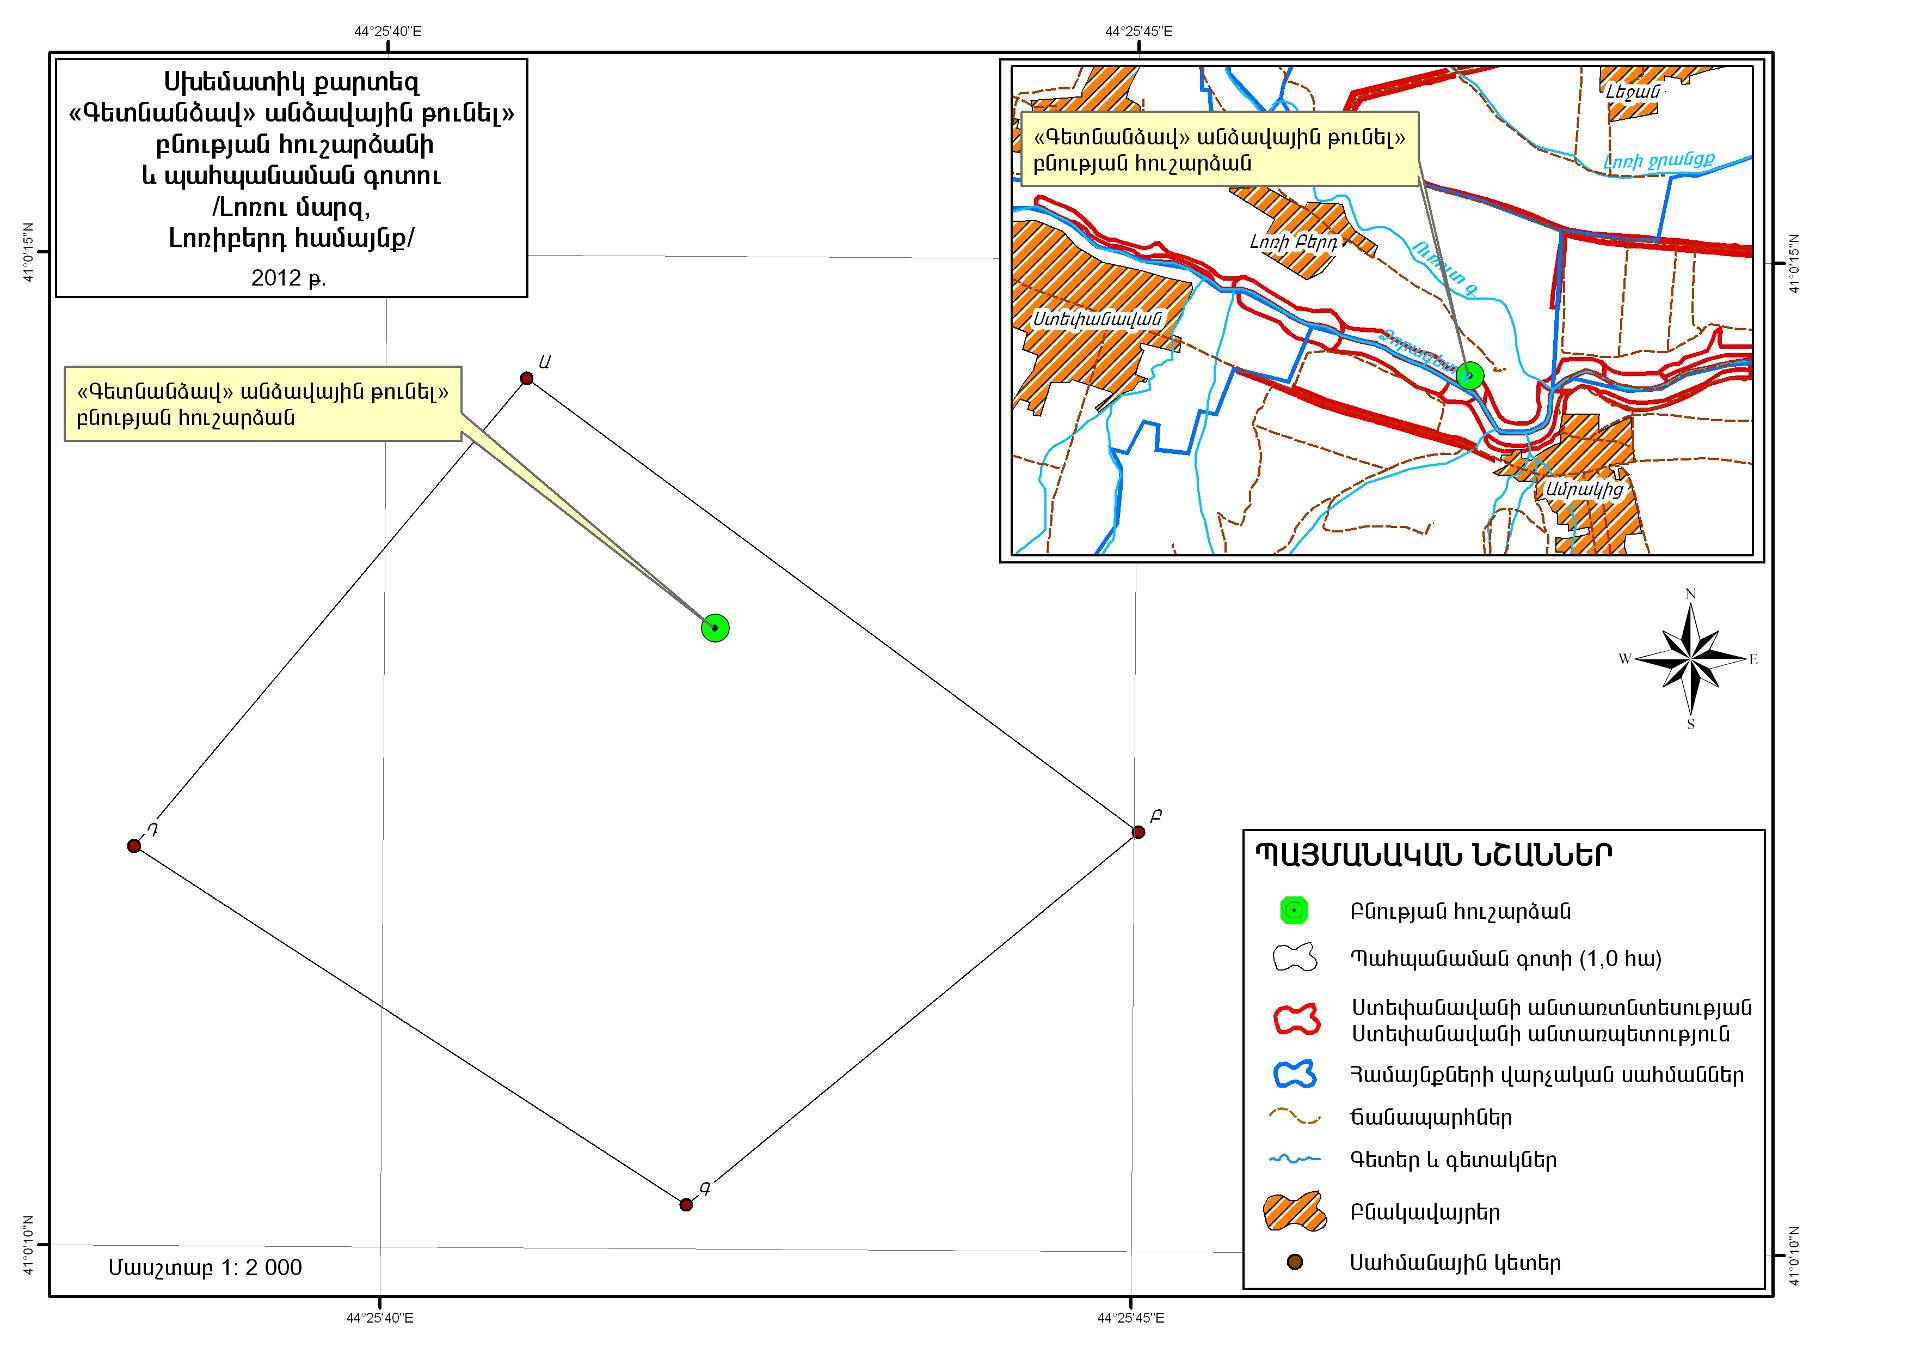 44°25'40"E
44°25'45"E
Սխեմատիկ քարտեզ
«Գետնանձավ» անձավային թունել»
բնության հուշարձանի
և պահպանաման գոտու
/Լոռու մարզ,
Լոռիբերդ համայնք/
2012 թ.
«Գետնանձավ» անձավային թունել»
բնության հուշարձան
Լեջան
Լոռի ջրանցք
Լոռի Բերդ
Ուռուտ գ.
Ստեփանավան
Ձորագետ
Ամրակից
41°0'15"N
41°0'15"N
«Գետնանձավ» անձավային թունել»
բնության հուշարձան
Ա
Բ
Գ
Դ
N
W
E
S
ՊԱՅՄԱՆԱԿԱՆ ՆՇԱՆՆԵՐ
Բնության հուշարձան
Պահպանաման գոտի (1,0 հա)
Ստեփանավանի անտառտնտեսության
Ստեփանավանի անտառպետություն
Համայնքների վարչական սահմաններ
Ճանապարհներ
Գետեր և գետակներ
Բնակավայրեր
Սահմանային կետեր
Մասշտաբ 1: 2 000
41°0'10"N
41°0'10"N
44°25'40"E
44°25'45"E